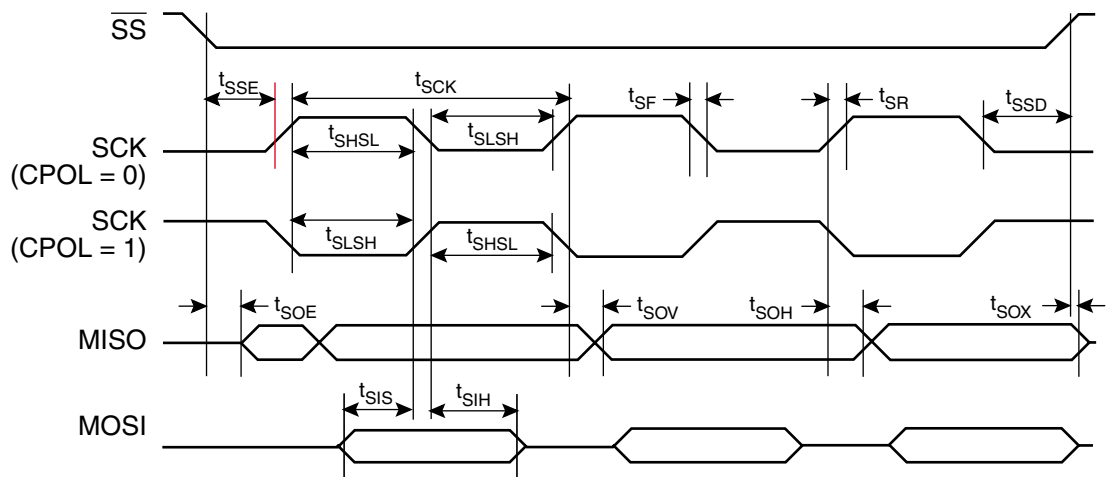 SS
tSSE
tSCK
tSF
tSR
tSSD
SCK
(CPOL = 0)
tSHSL
tSLSH
SCK
(CPOL = 1)
tSLSH
tSHSL
tSOE
tSOV
tSOH
tSOX
MISO
tSIS
tSIH
MOSI